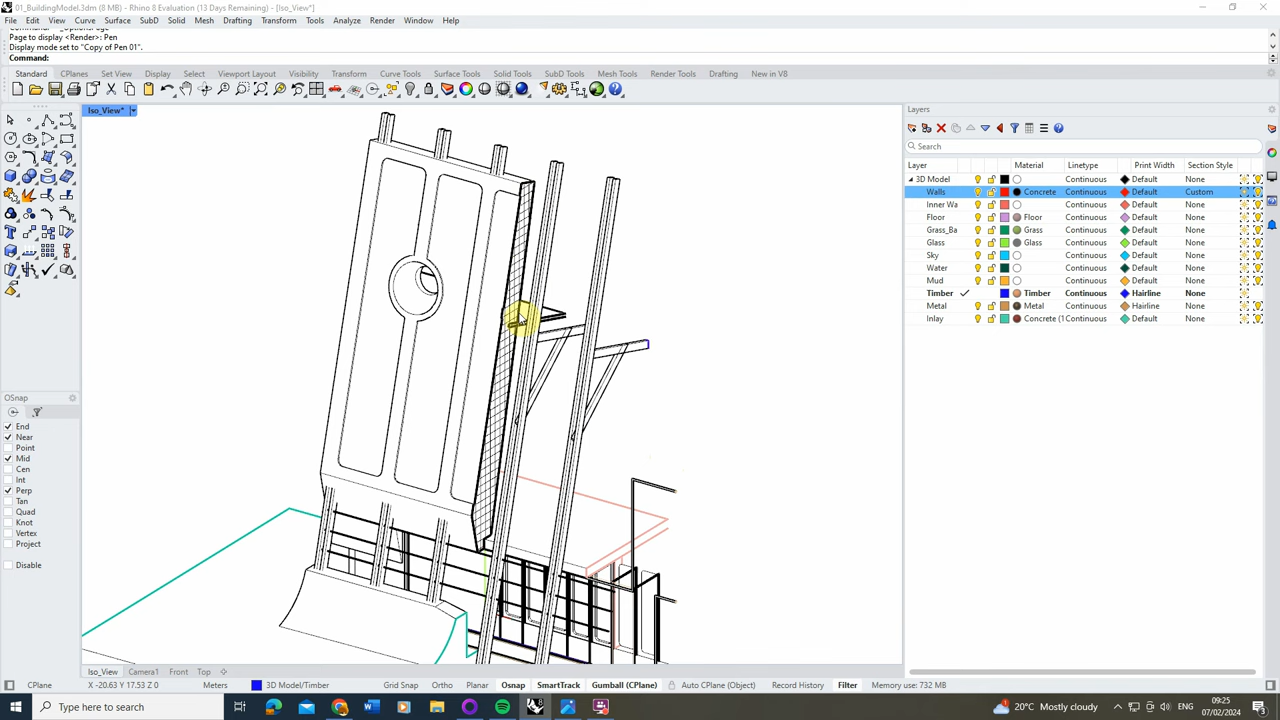 01_BuildingModel.3dm (8 MB) - Rhino 8 Evaluation (13 Days Remaining) - [Iso_View*]
File Edit View Curve Surface SubD Solid Mesh Drafting Transform Tools Analyze Render Window Help
Page to display <Render>: Pen
Display mode set to "Copy of Pen 01".
Command:
Standard CPlanes Set View Display Select Viewport Layout Visibility Transform Curve Tools Surface Tools Solid Tools SubD Tools Mesh Tools Render Tools Drafting New in V8
Iso_View*
Layers
Search
Layer Material Linetype Print Width Section Style
3D Model Continuous Default None
Walls Concrete Continuous Default Custom
Inner Wa Continuous Default None
Floor Floor Continuous Default None
Grass_Ba Grass Continuous Default None
Glass Glass Continuous Default None
Sky Continuous Default None
Water Continuous Default None
Mud Continuous Default None
Timber Timber Continuous Hairline None
Metal Metal Continuous Hairline None
Inlay Concrete (1 Continuous Default None
OSnap
End
Near
Point
Mid
Cen
Int
Perp
Tan
Quad
Knot
Vertex
Project
Disable
Iso_View Camera1 Front Top
CPlane X -20.63 Y 17.53 Z 0 Meters 3D Model/Timber Grid Snap Ortho Planar Osnap SmartTrack Gumball (CPlane) Auto CPlane (Object) Record History Filter Memory use: 732 MB
Type here to search
20°C Mostly cloudy
09:25
07/02/2024